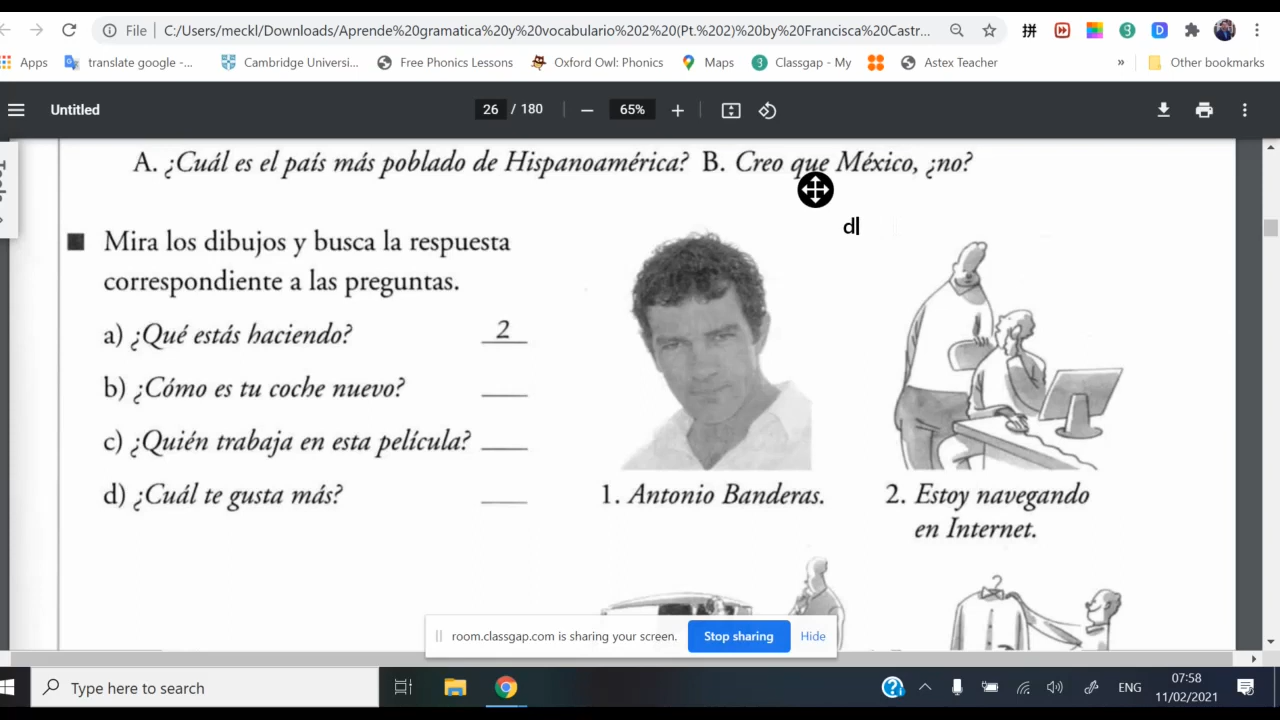 File
C:/Users/meckl/Downloads/Aprende%20gramatica%20y%20vocabulario%202%20(Pt.%202)%20by%20Francisca%20Castr...
Apps
translate google -...
Cambridge Universi...
Free Phonics Lessons
Oxford Owl: Phonics
Maps
Classgap - My
Astex Teacher
»
Other bookmarks
Untitled
26 / 180
65%
A. ¿Cuál es el país más poblado de Hispanoamérica? B. Creo que México, ¿no?
d
Mira los dibujos y busca la respuesta
correspondiente a las preguntas.
a) ¿Qué estás haciendo? 2
b) ¿Cómo es tu coche nuevo?
c) ¿Quién trabaja en esta película?
d) ¿Cuál te gusta más?
1. Antonio Banderas.
2. Estoy navegando
en Internet.
room.classgap.com is sharing your screen.
Stop sharing
Hide
Type here to search
ENG
07:58
11/02/2021